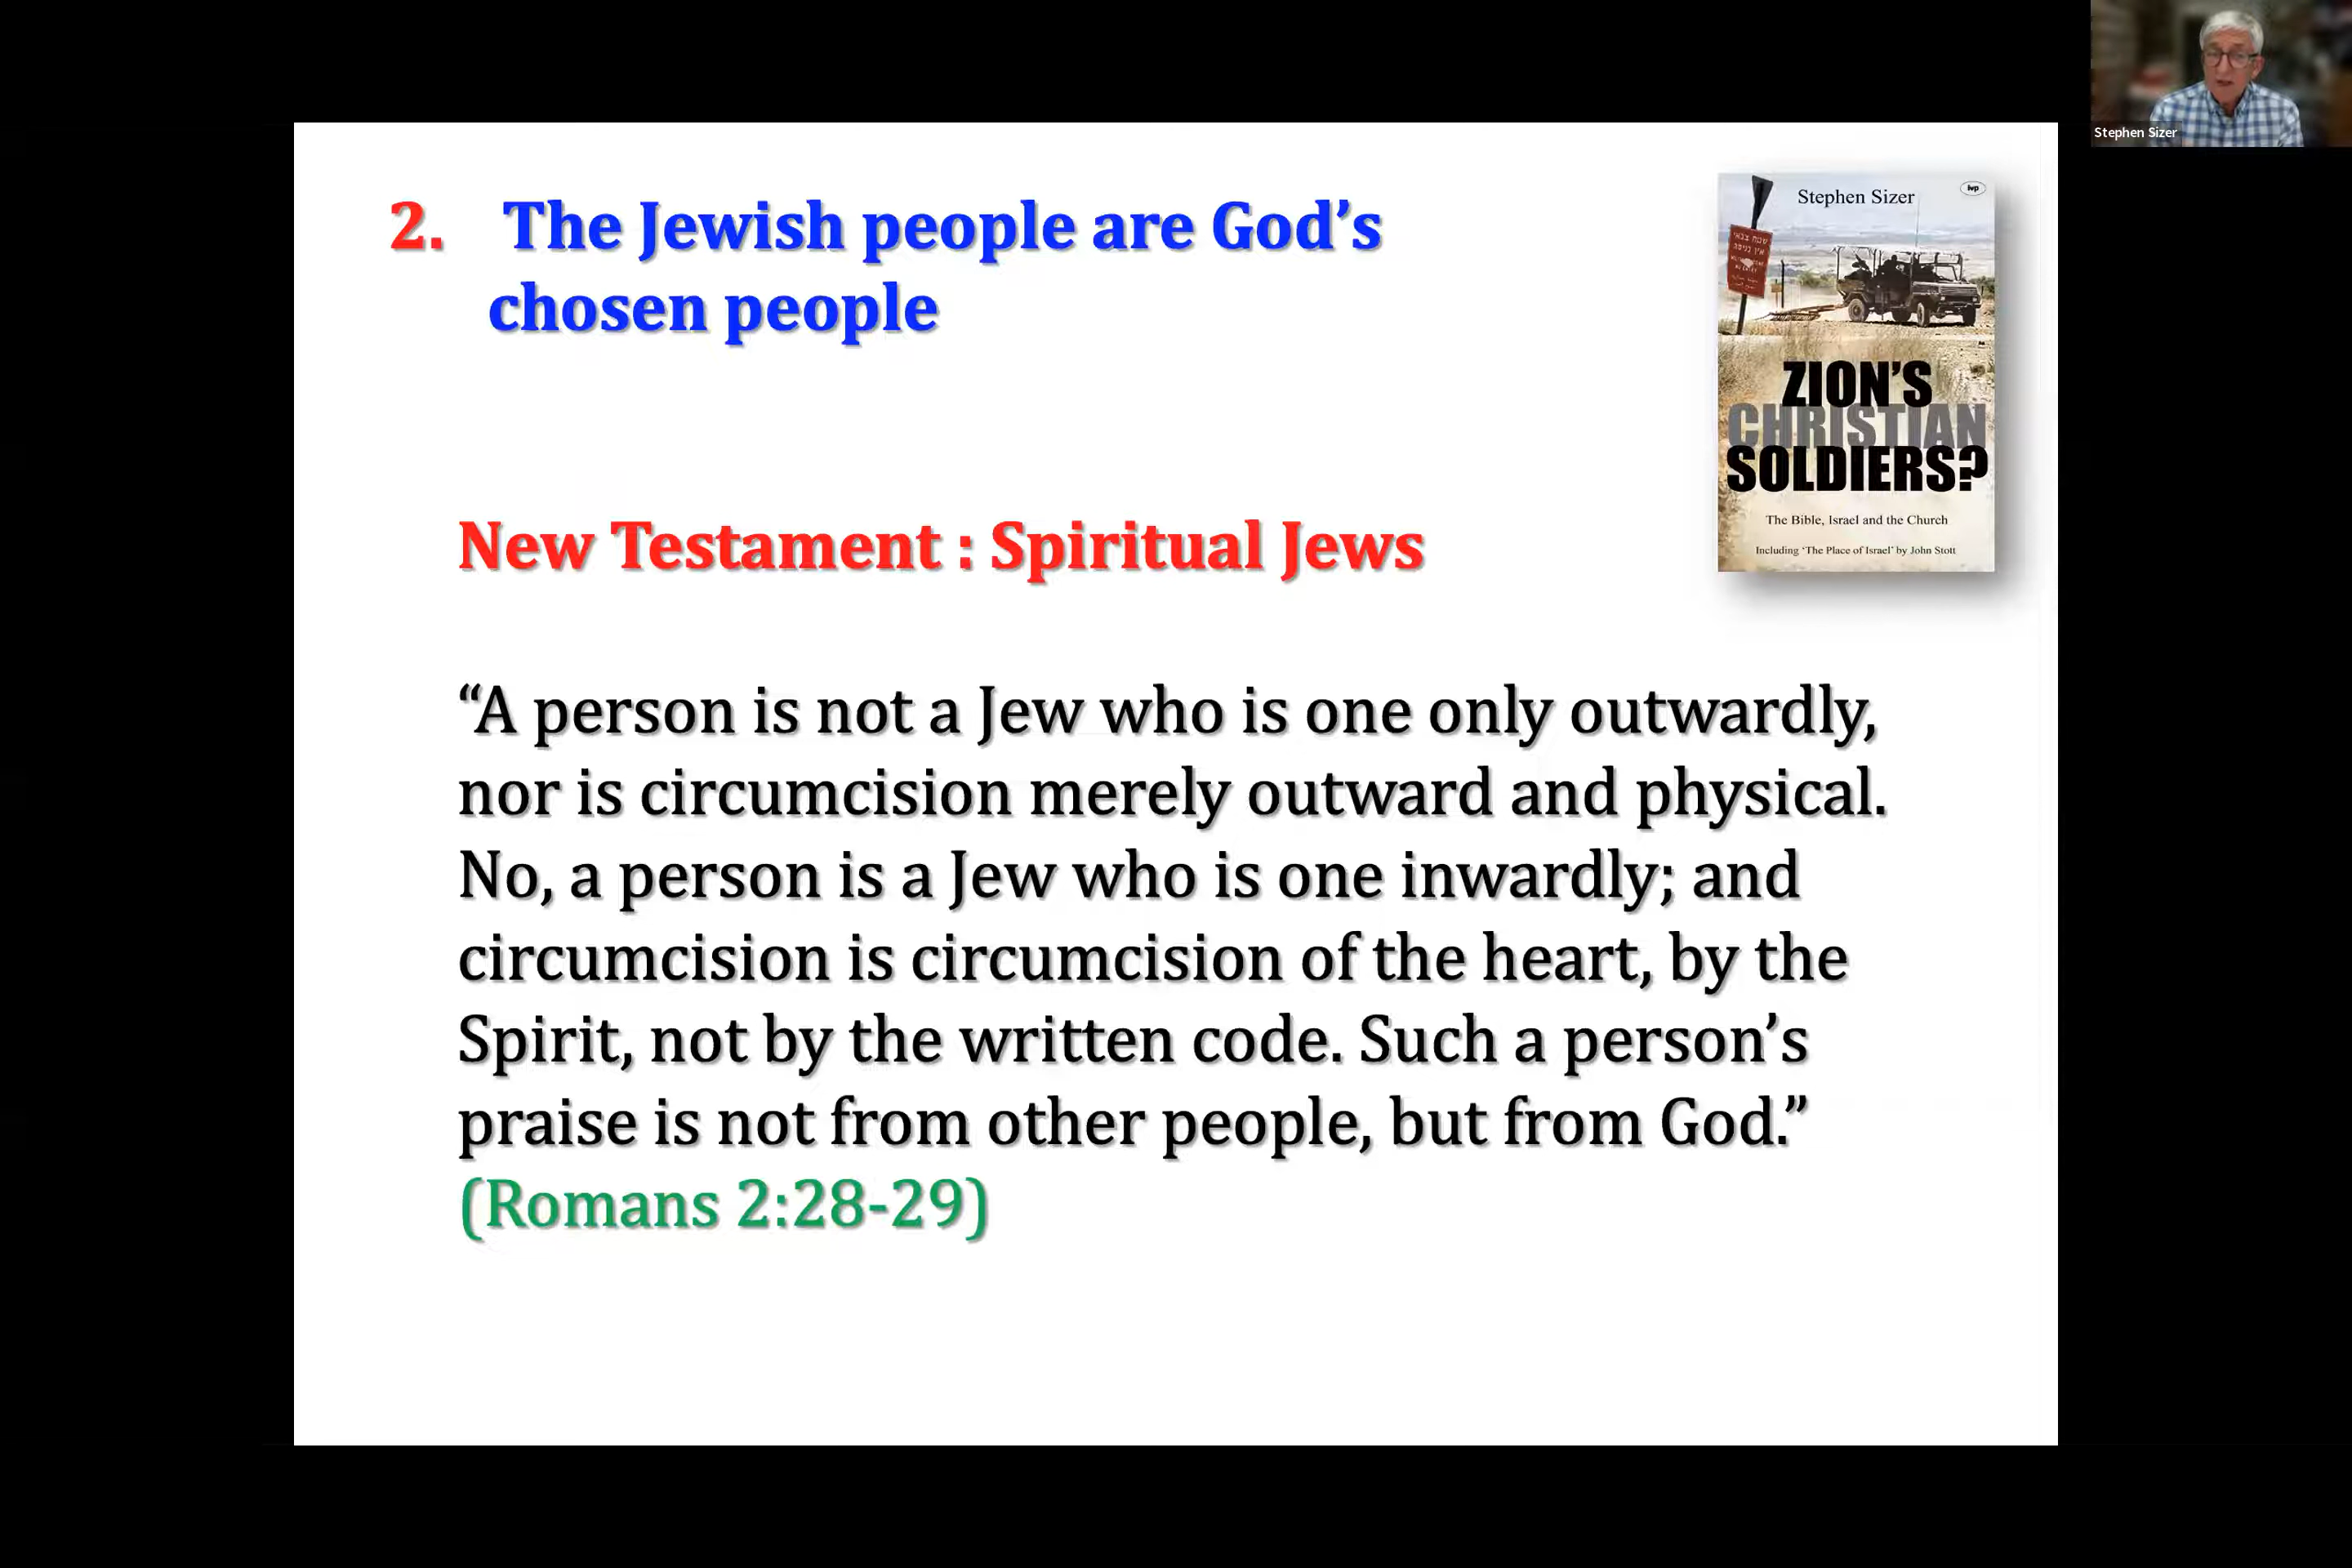 Stephen Sizer
2. The Jewish people are God’s
chosen people
Stephen Sizer
ivp
ZION’S
CHRISTIAN
SOLDIERS?
The Bible, Israel and the Church
Including ‘The Place of Israel’ by John Stott
New Testament : Spiritual Jews
“A person is not a Jew who is one only outwardly,
nor is circumcision merely outward and physical.
No, a person is a Jew who is one inwardly; and
circumcision is circumcision of the heart, by the
Spirit, not by the written code. Such a person’s
praise is not from other people, but from God.”
(Romans 2:28-29)